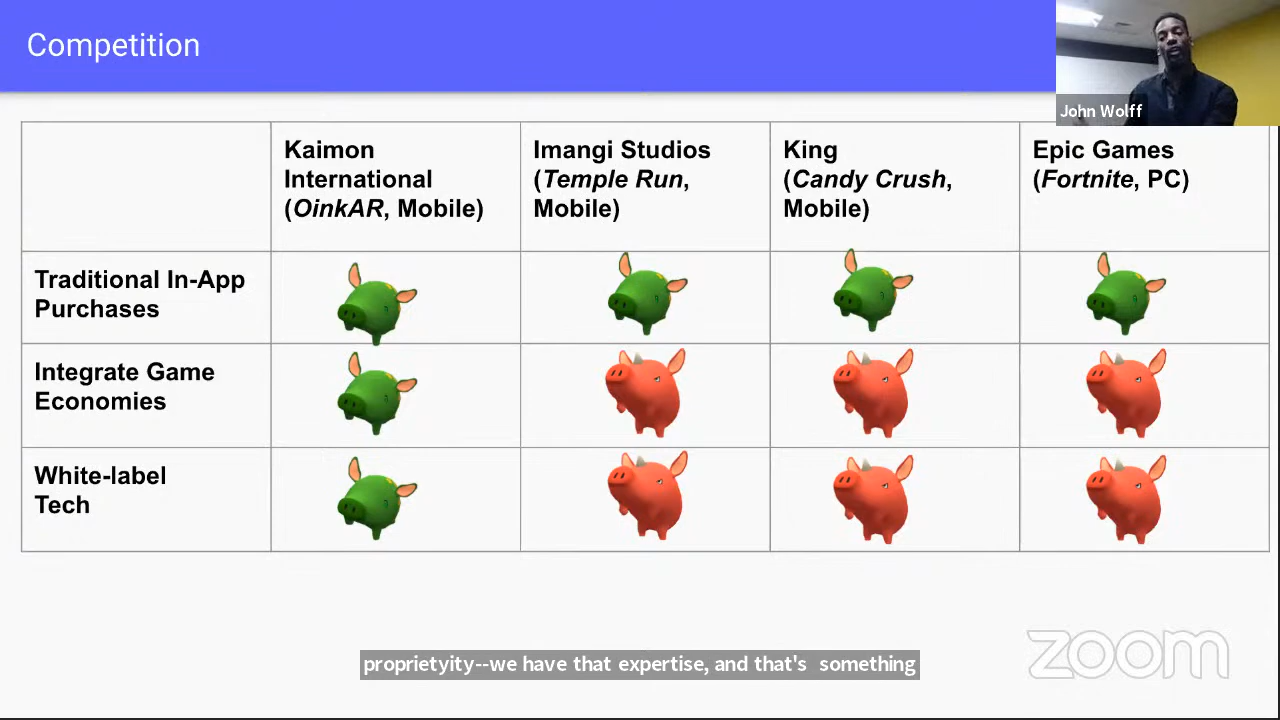 Competition
John Wolff
Kaimon
International
(OinkAR, Mobile)
Imangi Studios
(Temple Run,
Mobile)
King
(Candy Crush,
Mobile)
Epic Games
(Fortnite, PC)
Traditional In-App
Purchases
Integrate Game
Economies
White-label
Tech
proprietyity--we have that expertise, and that's something
zoom